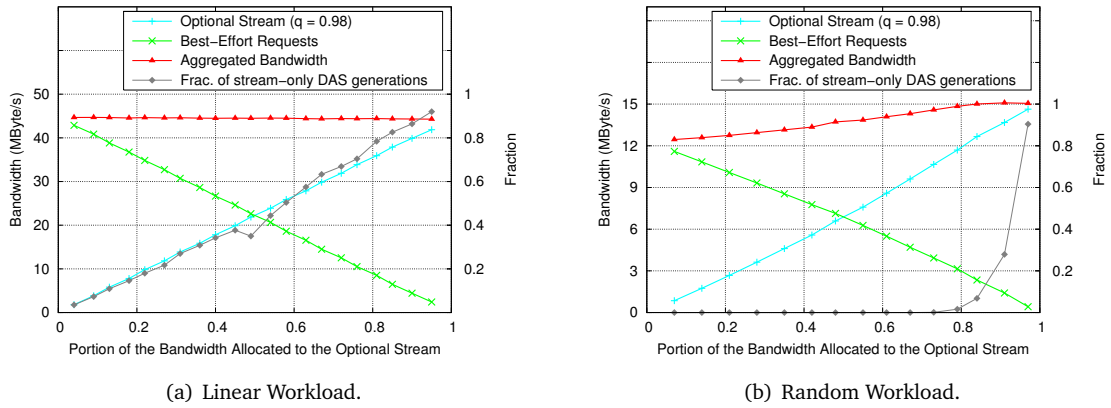 Optional Stream (q = 0.98)
Best−Effort Requests
Aggregated Bandwidth
Frac. of stream−only DAS generations
Bandwidth (MByte/s)
50
40
30
20
10
0
Fraction
1
0.8
0.6
0.4
0.2
0 0.2 0.4 0.6 0.8 1
Portion of the Bandwidth Allocated to the Optional Stream
(a) Linear Workload.
Optional Stream (q = 0.98)
Best−Effort Requests
Aggregated Bandwidth
Frac. of stream−only DAS generations
Bandwidth (MByte/s)
15
12
9
6
3
0
Fraction
1
0.8
0.6
0.4
0.2
0 0.2 0.4 0.6 0.8 1
Portion of the Bandwidth Allocated to the Optional Stream
(b) Random Workload.